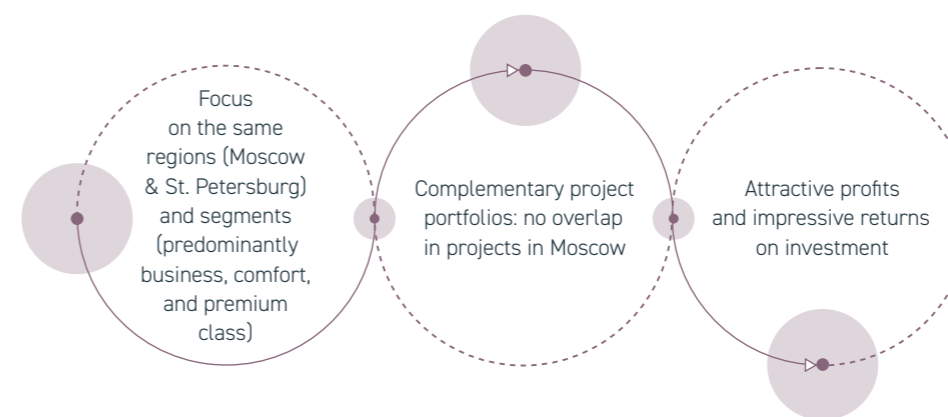 Focus
on the same
regions (Moscow
& St. Petersburg)
and segments
(predominantly
business, comfort,
and premium
class)
Complementary project
portfolios: no overlap
in projects in Moscow
Attractive profits
and impressive returns
on investment